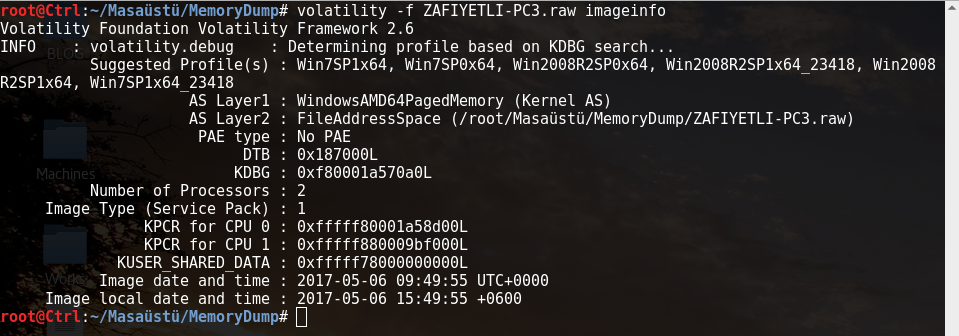 root@Ctrl:~/Masaüstü/MemoryDump# volatility -f ZAFIYETLI-PC3.raw imageinfo
Volatility Foundation Volatility Framework 2.6
INFO    : volatility.debug    : Determining profile based on KDBG search...
Suggested Profile(s) : Win7SP1x64, Win7SP0x64, Win2008R2SP0x64, Win2008R2SP1x64_23418, Win2008
R2SP1x64, Win7SP1x64_23418
AS Layer1 : WindowsAMD64PagedMemory (Kernel AS)
AS Layer2 : FileAddressSpace (/root/Masaüstü/MemoryDump/ZAFIYETLI-PC3.raw)
PAE type : No PAE
DTB : 0x187000L
KDBG : 0xf80001a570a0L
Number of Processors : 2
Image Type (Service Pack) : 1
KPCR for CPU 0 : 0xfffff80001a58d00L
KPCR for CPU 1 : 0xfffff880009bf000L
KUSER_SHARED_DATA : 0xfffff78000000000L
Image date and time : 2017-05-06 09:49:55 UTC+0000
Image local date and time : 2017-05-06 15:49:55 +0600
root@Ctrl:~/Masaüstü/MemoryDump#
BLOG
Machines
Works